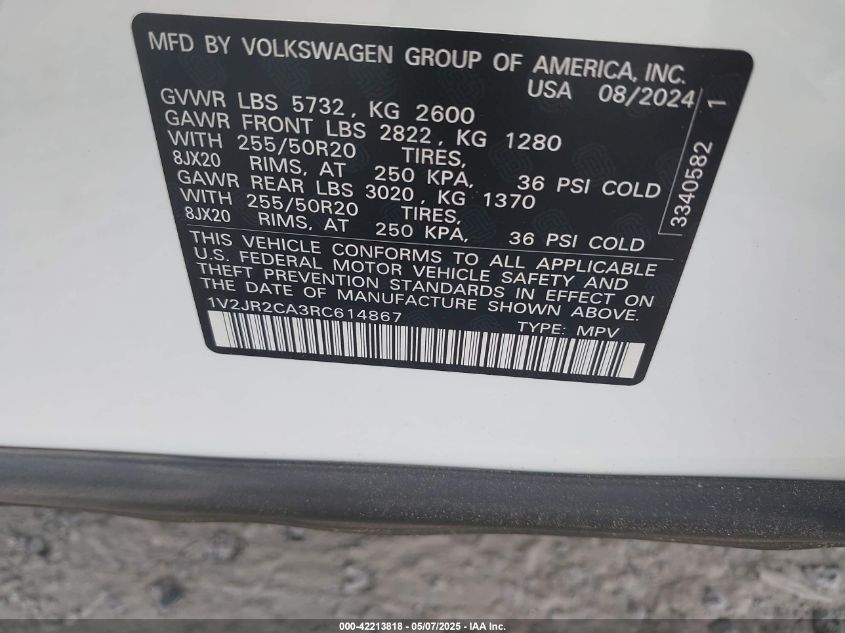 MFD BY VOLKSWAGEN GROUP OF AMERICA, INC.
USA 08/2024
GVWR LBS 5732, KG 2600
GAWR FRONT LBS 2822, KG 1280
WITH 255/50R20 TIRES,
8JX20 RIMS, AT 250 KPA, 36 PSI COLD
GAWR REAR LBS 3020, KG 1370
WITH 255/50R20 TIRES,
8JX20 RIMS, AT 250 KPA, 36 PSI COLD
THIS VEHICLE CONFORMS TO ALL APPLICABLE
U.S. FEDERAL MOTOR VEHICLE SAFETY AND
THEFT PREVENTION STANDARDS IN EFFECT ON
THE DATE OF MANUFACTURE SHOWN ABOVE.
1V2JR2CA3RC614867 TYPE: MPV
3340582 1
000-42213818 - 05/07/2025 - IAA Inc.